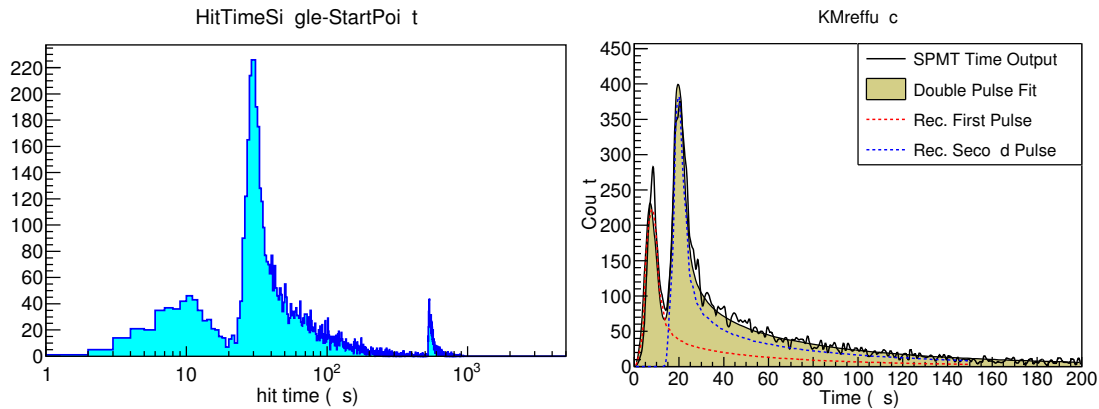 HitTimeSi gle-StartPoi t
220
200
180
160
140
120
100
80
60
40
20
0
1 10 10² 10³
hit time ( s)
KMreffu c
SPMT Time Output
Double Pulse Fit
Rec. First Pulse
Rec. Seco d Pulse
Cou t
450
400
350
300
250
200
150
100
50
0
0 20 40 60 80 100 120 140 160 180 200
Time ( s)